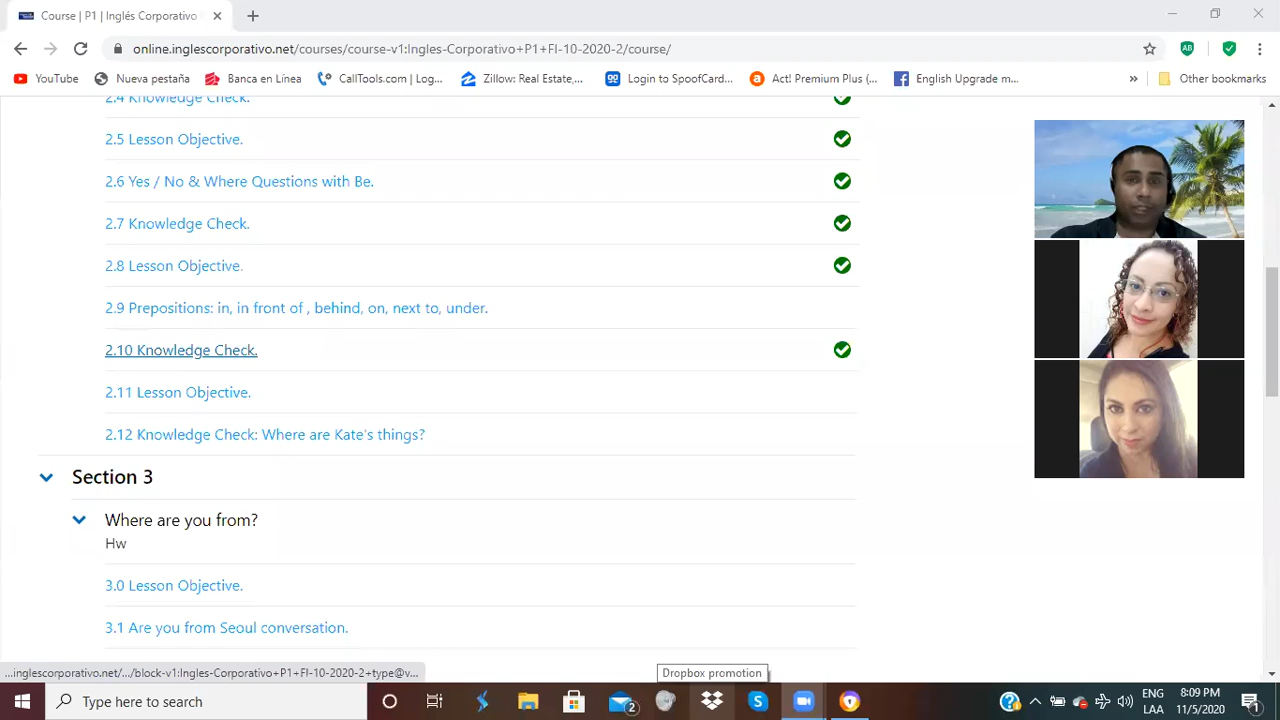 Course | P1 | Inglés Corporativo
online.inglescorporativo.net/courses/course-v1:Ingles-Corporativo+P1+FI-10-2020-2/course/
YouTube
Nueva pestaña
Banca en Línea
CallTools.com | Log...
Zillow: Real Estate,...
Login to SpoofCard...
Act! Premium Plus (...
English Upgrade m...
»
Other bookmarks
2.4 Knowledge Check.
2.5 Lesson Objective.
2.6 Yes / No & Where Questions with Be.
2.7 Knowledge Check.
2.8 Lesson Objective.
2.9 Prepositions: in, in front of , behind, on, next to, under.
2.10 Knowledge Check.
2.11 Lesson Objective.
2.12 Knowledge Check: Where are Kate's things?
Section 3
Where are you from?
Hw
3.0 Lesson Objective.
3.1 Are you from Seoul conversation.
...inglescorporativo.net/.../block-v1:Ingles-Corporativo+P1+FI-10-2020-2+type@v...
Dropbox promotion
Type here to search
2
ENG
LAA
8:09 PM
11/5/2020
1